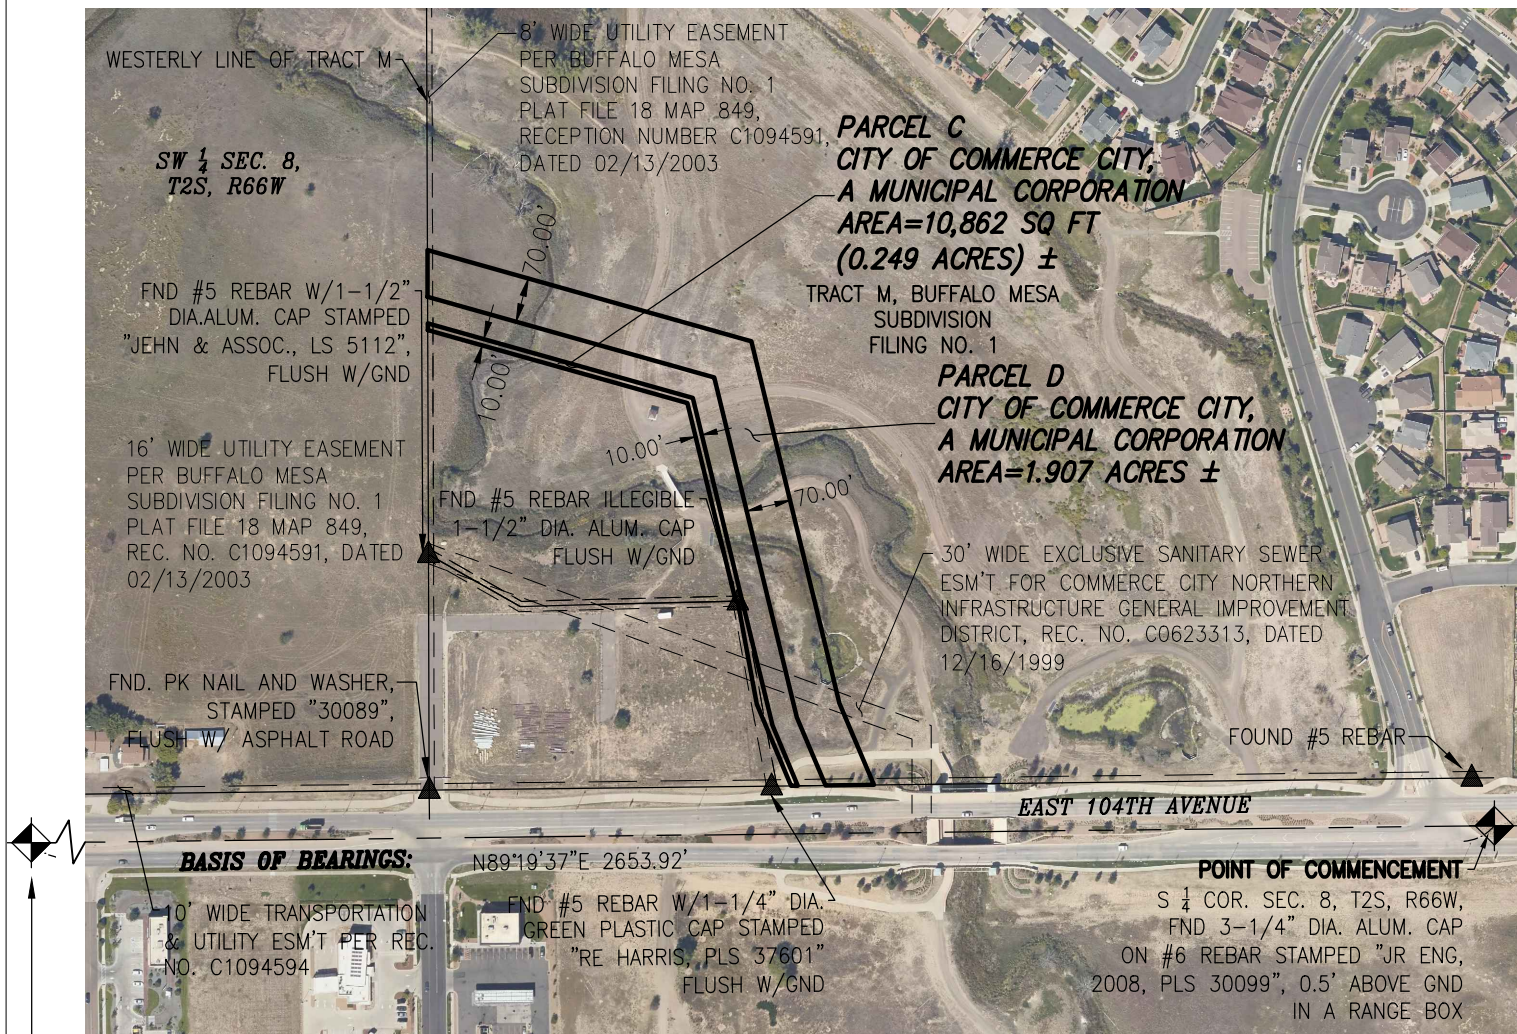 WESTERLY LINE OF TRACT M
8' WIDE UTILITY EASEMENT
PER BUFFALO MESA
SUBDIVISION FILING NO. 1
PLAT FILE 18 MAP 849,
RECEPTION NUMBER C1094591,
DATED 02/13/2003
SW 1/4 SEC. 8,
T2S, R66W
PARCEL C
CITY OF COMMERCE CITY,
A MUNICIPAL CORPORATION
AREA=10,862 SQ FT
(0.249 ACRES) ±
TRACT M, BUFFALO MESA
SUBDIVISION
FILING NO. 1
70.00'
FND #5 REBAR W/1-1/2"
DIA.ALUM. CAP STAMPED
"JEHN & ASSOC., LS 5112",
FLUSH W/GND
10.00'
PARCEL D
CITY OF COMMERCE CITY,
A MUNICIPAL CORPORATION
AREA=1.907 ACRES ±
10.00'
70.00'
16' WIDE UTILITY EASEMENT
PER BUFFALO MESA
SUBDIVISION FILING NO. 1
PLAT FILE 18 MAP 849,
REC. NO. C1094591, DATED
02/13/2003
FND #5 REBAR ILLEGIBLE
1-1/2" DIA. ALUM. CAP
FLUSH W/GND
30' WIDE EXCLUSIVE SANITARY SEWER
ESM'T FOR COMMERCE CITY NORTHERN
INFRASTRUCTURE GENERAL IMPROVEMENT
DISTRICT, REC. NO. C0623313, DATED
12/16/1999
FND. PK NAIL AND WASHER,
STAMPED "30089",
FLUSH W/ ASPHALT ROAD
FOUND #5 REBAR
EAST 104TH AVENUE
BASIS OF BEARINGS:
N89°19'37"E 2653.92'
10' WIDE TRANSPORTATION
& UTILITY ESM'T PER REC.
NO. C1094594
FND #5 REBAR W/1-1/4" DIA.
GREEN PLASTIC CAP STAMPED
"RE HARRIS, PLS 37601"
FLUSH W/GND
POINT OF COMMENCEMENT
S 1/4 COR. SEC. 8, T2S, R66W,
FND 3-1/4" DIA. ALUM. CAP
ON #6 REBAR STAMPED "JR ENG,
2008, PLS 30099", 0.5' ABOVE GND
IN A RANGE BOX